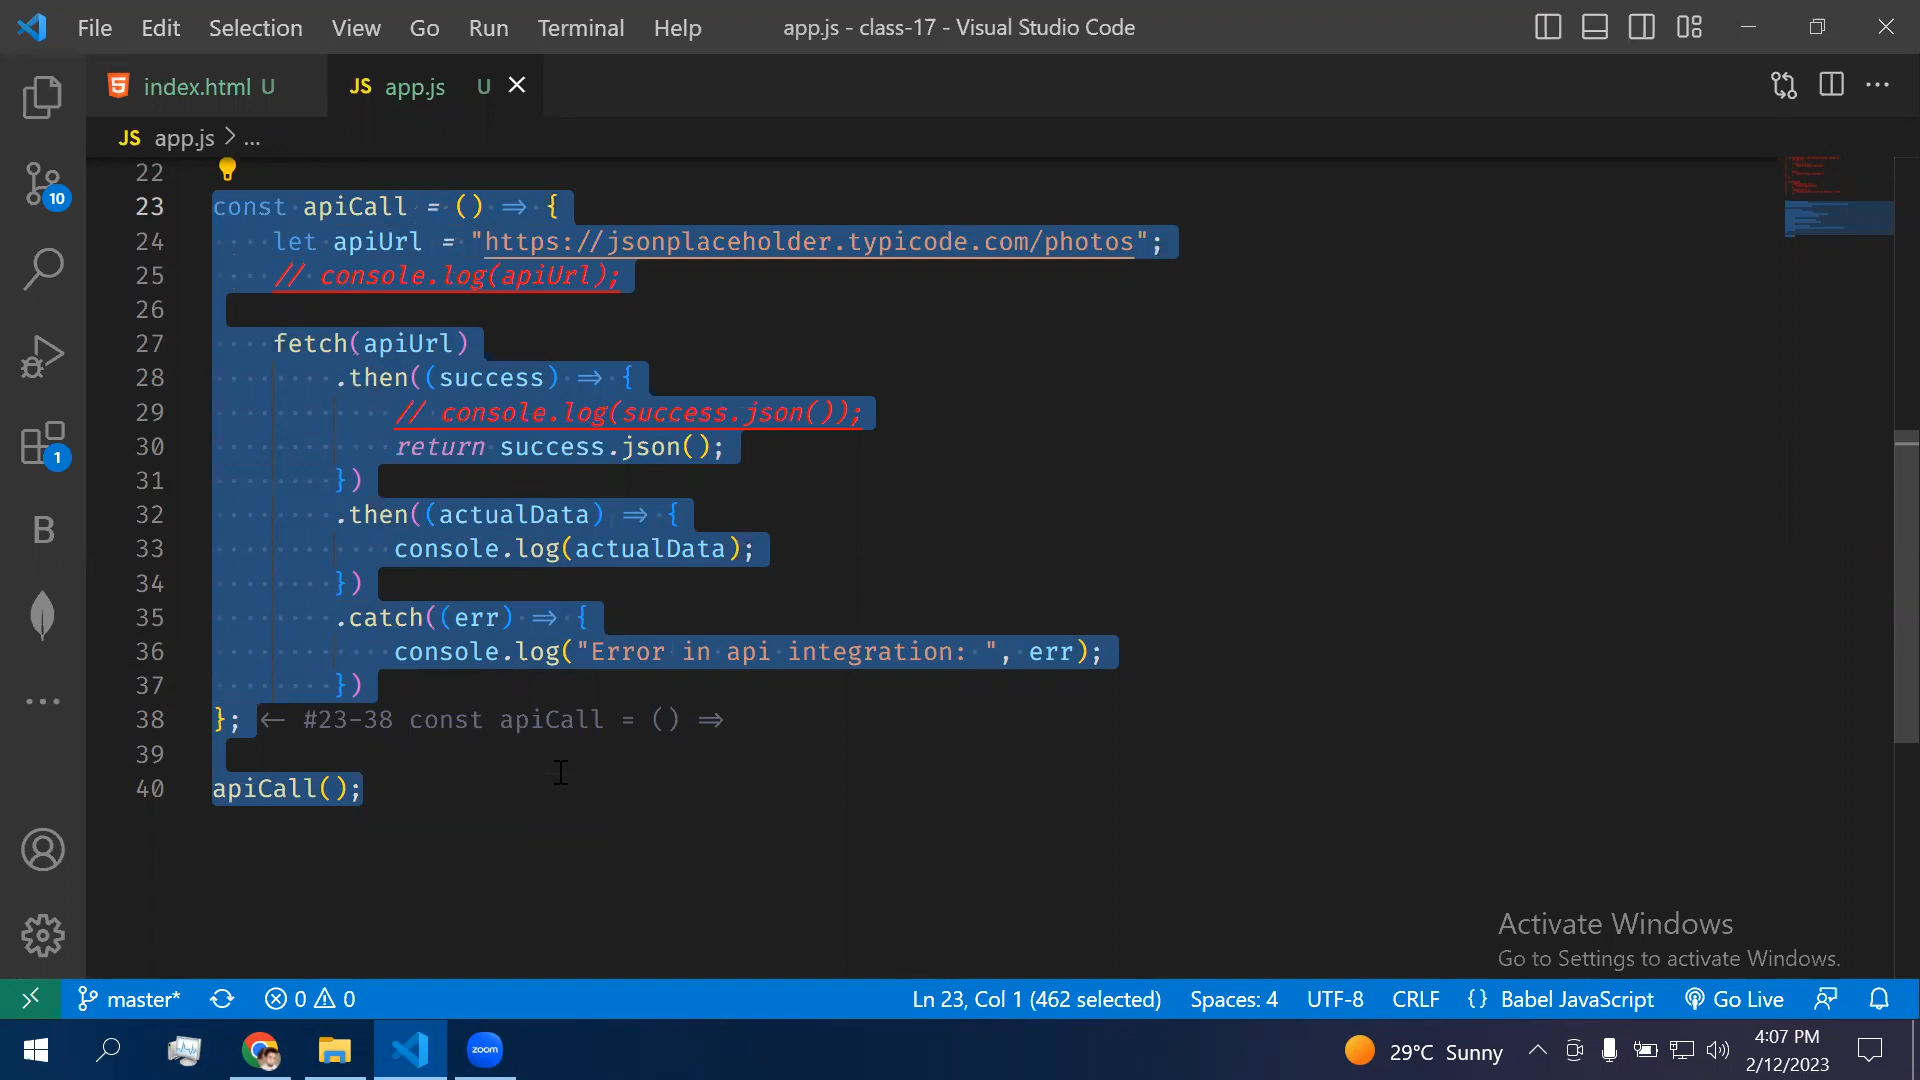 File Edit Selection View Go Run Terminal Help app.js - class-17 - Visual Studio Code
index.html U JS app.js U
JS app.js > ...
22
23 const apiCall = () => {
24 let apiUrl = "https://jsonplaceholder.typicode.com/photos";
25 // console.log(apiUrl);
26
27 fetch(apiUrl)
28 .then((success) => {
29 // console.log(success.json());
30 return success.json();
31 })
32 .then((actualData) => {
33 console.log(actualData);
34 })
35 .catch((err) => {
36 console.log("Error in api integration: ", err);
37 })
38 }; <- #23-38 const apiCall = () =>
39
40 apiCall();
10
1
B
Activate Windows
Go to Settings to activate Windows.
master* 0 0 Ln 23, Col 1 (462 selected) Spaces: 4 UTF-8 CRLF {} Babel JavaScript Go Live
zoom 29°C Sunny 4:07 PM
2/12/2023